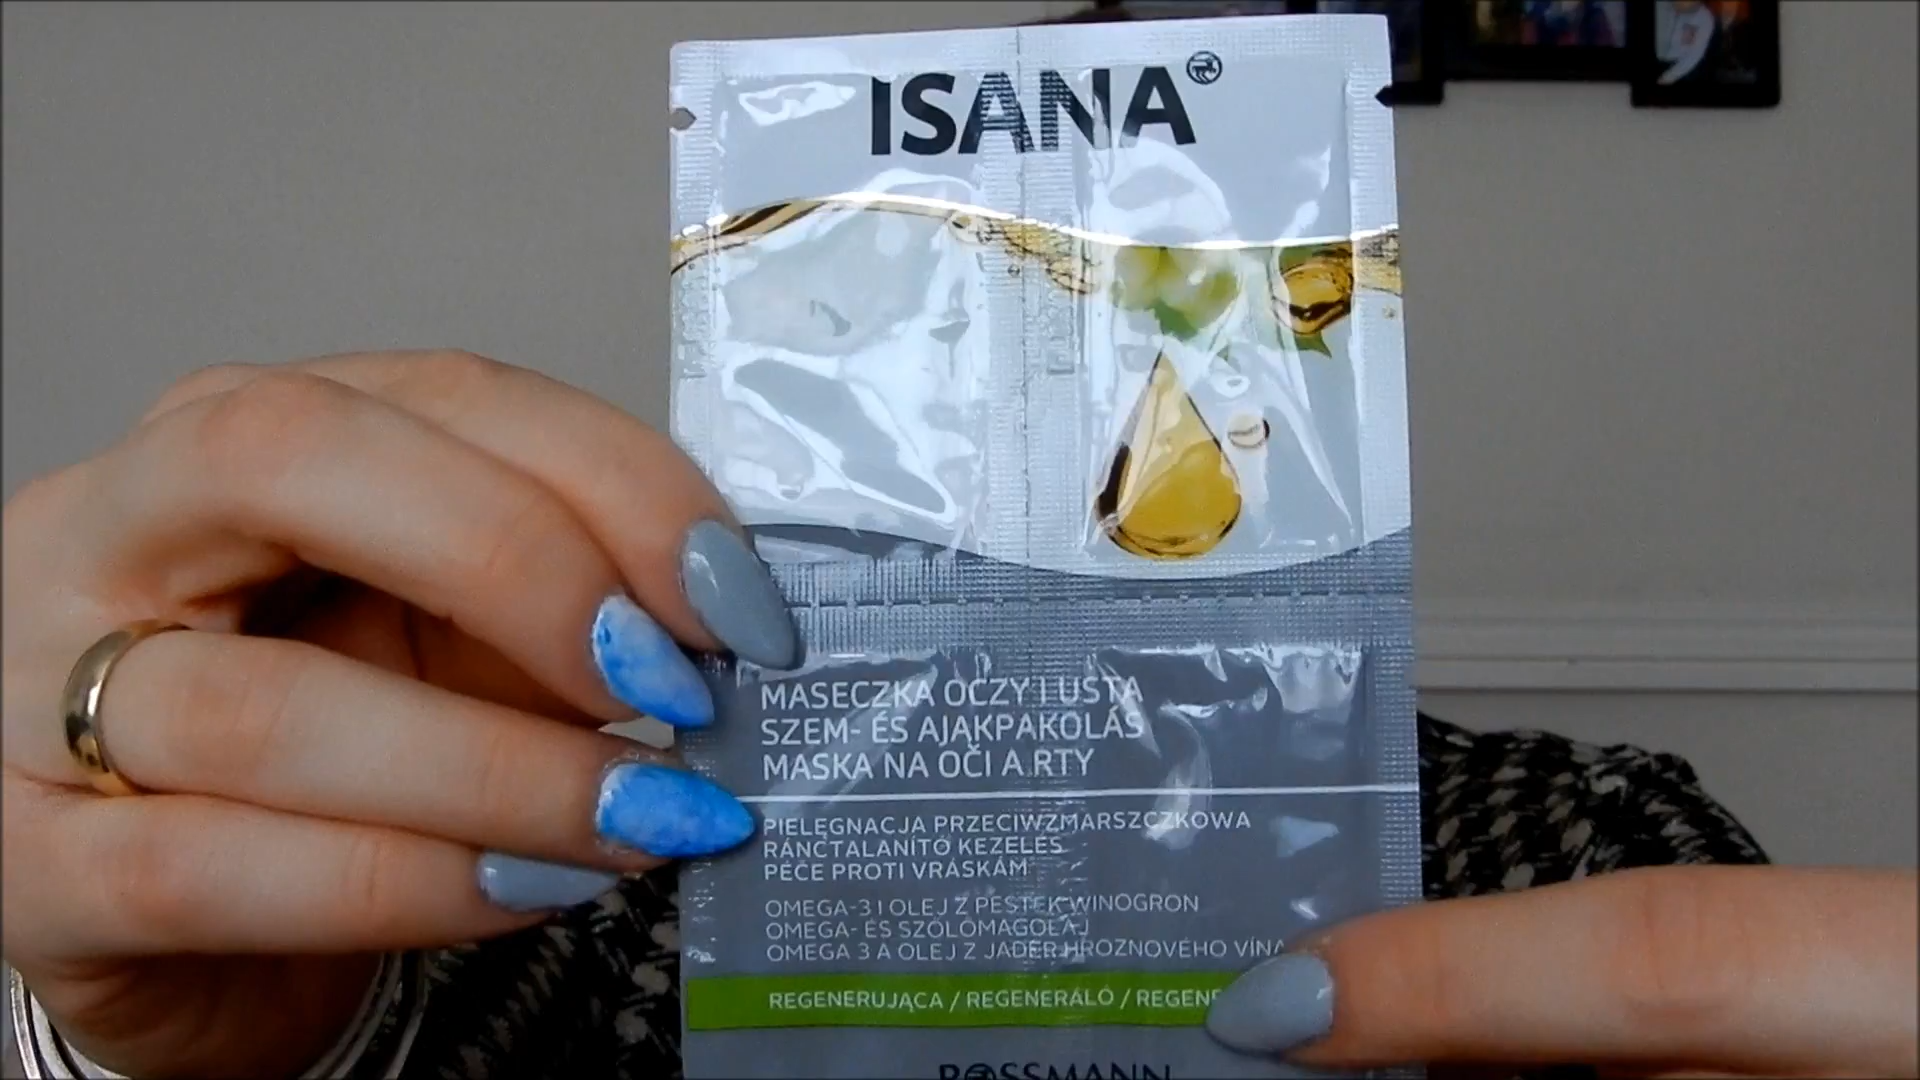 ISANA
MASECZKA OCZY I USTA
SZEM- ÉS AJAKPAKOLÁS
MASKA NA OČI A RTY
PIELĘGNACJA PRZECIWZMARSZCZKOWA
RÁNCTALANÍTÓ KEZELÉS
PÉČE PROTI VRÁSKÁM
OMEGA-3 I OLEJ Z PESTEK WINOGRON
OMEGA- ÉS SZŐLŐMAGOLAJ
OMEGA 3 A OLEJ Z JADER HROZNOVÉHO VÍNA
REGENERUJĄCA / REGENERÁLÓ / REGENE
ROSSMANN